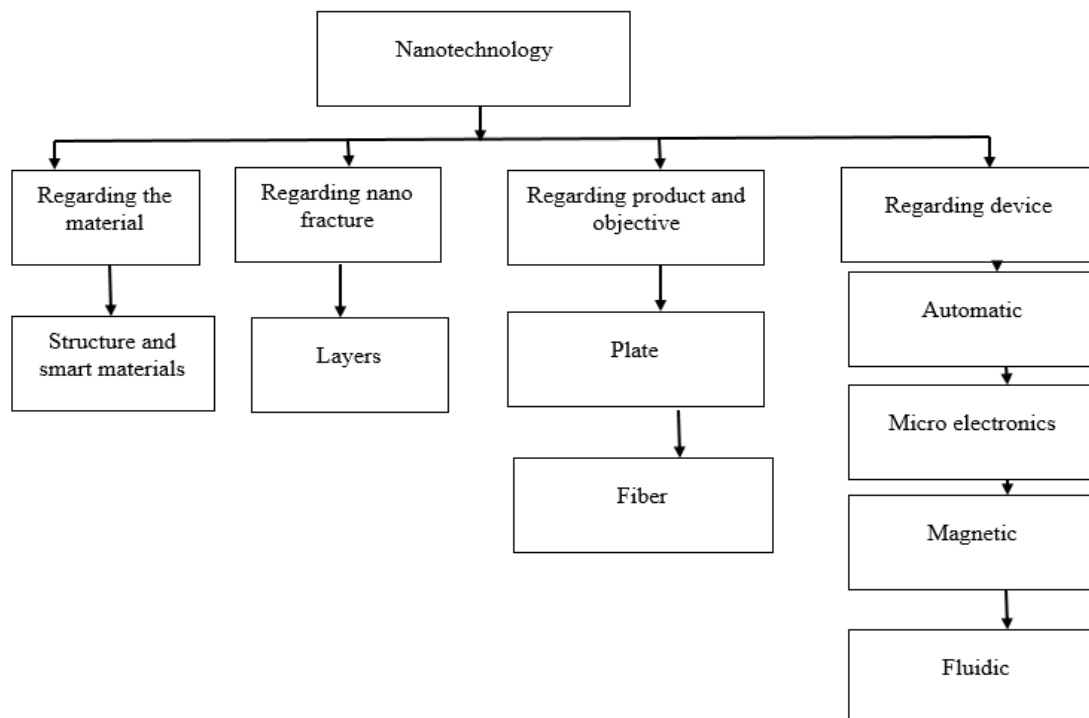 Nanotechnology
Regarding the
material
Regarding nano
fracture
Regarding product and
objective
Regarding device
Structure and
smart materials
Layers
Plate
Fiber
Automatic
Micro electronics
Magnetic
Fluidic